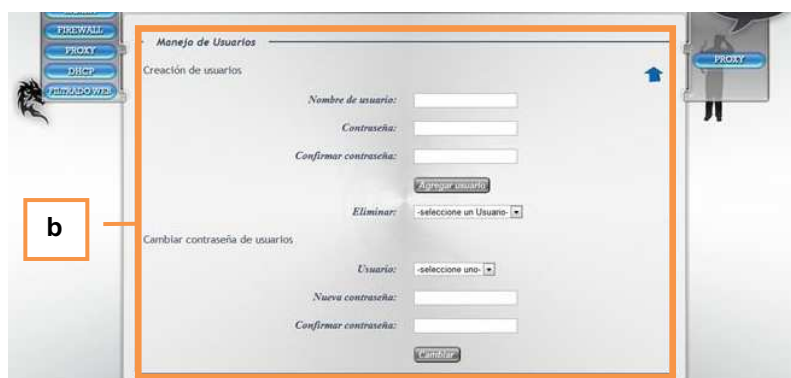 FIREWALL
PROXY
DHCP
FILTRADO WEB
Manejo de Usuarios
Creación de usuarios
Nombre de usuario:
Contraseña:
Confirmar contraseña:
Agregar usuario
Eliminar: -seleccione un Usuario-
Cambiar contraseña de usuarios
Usuario: -seleccione uno-
Nueva contraseña:
Confirmar contraseña:
Cambiar
PROXY
b